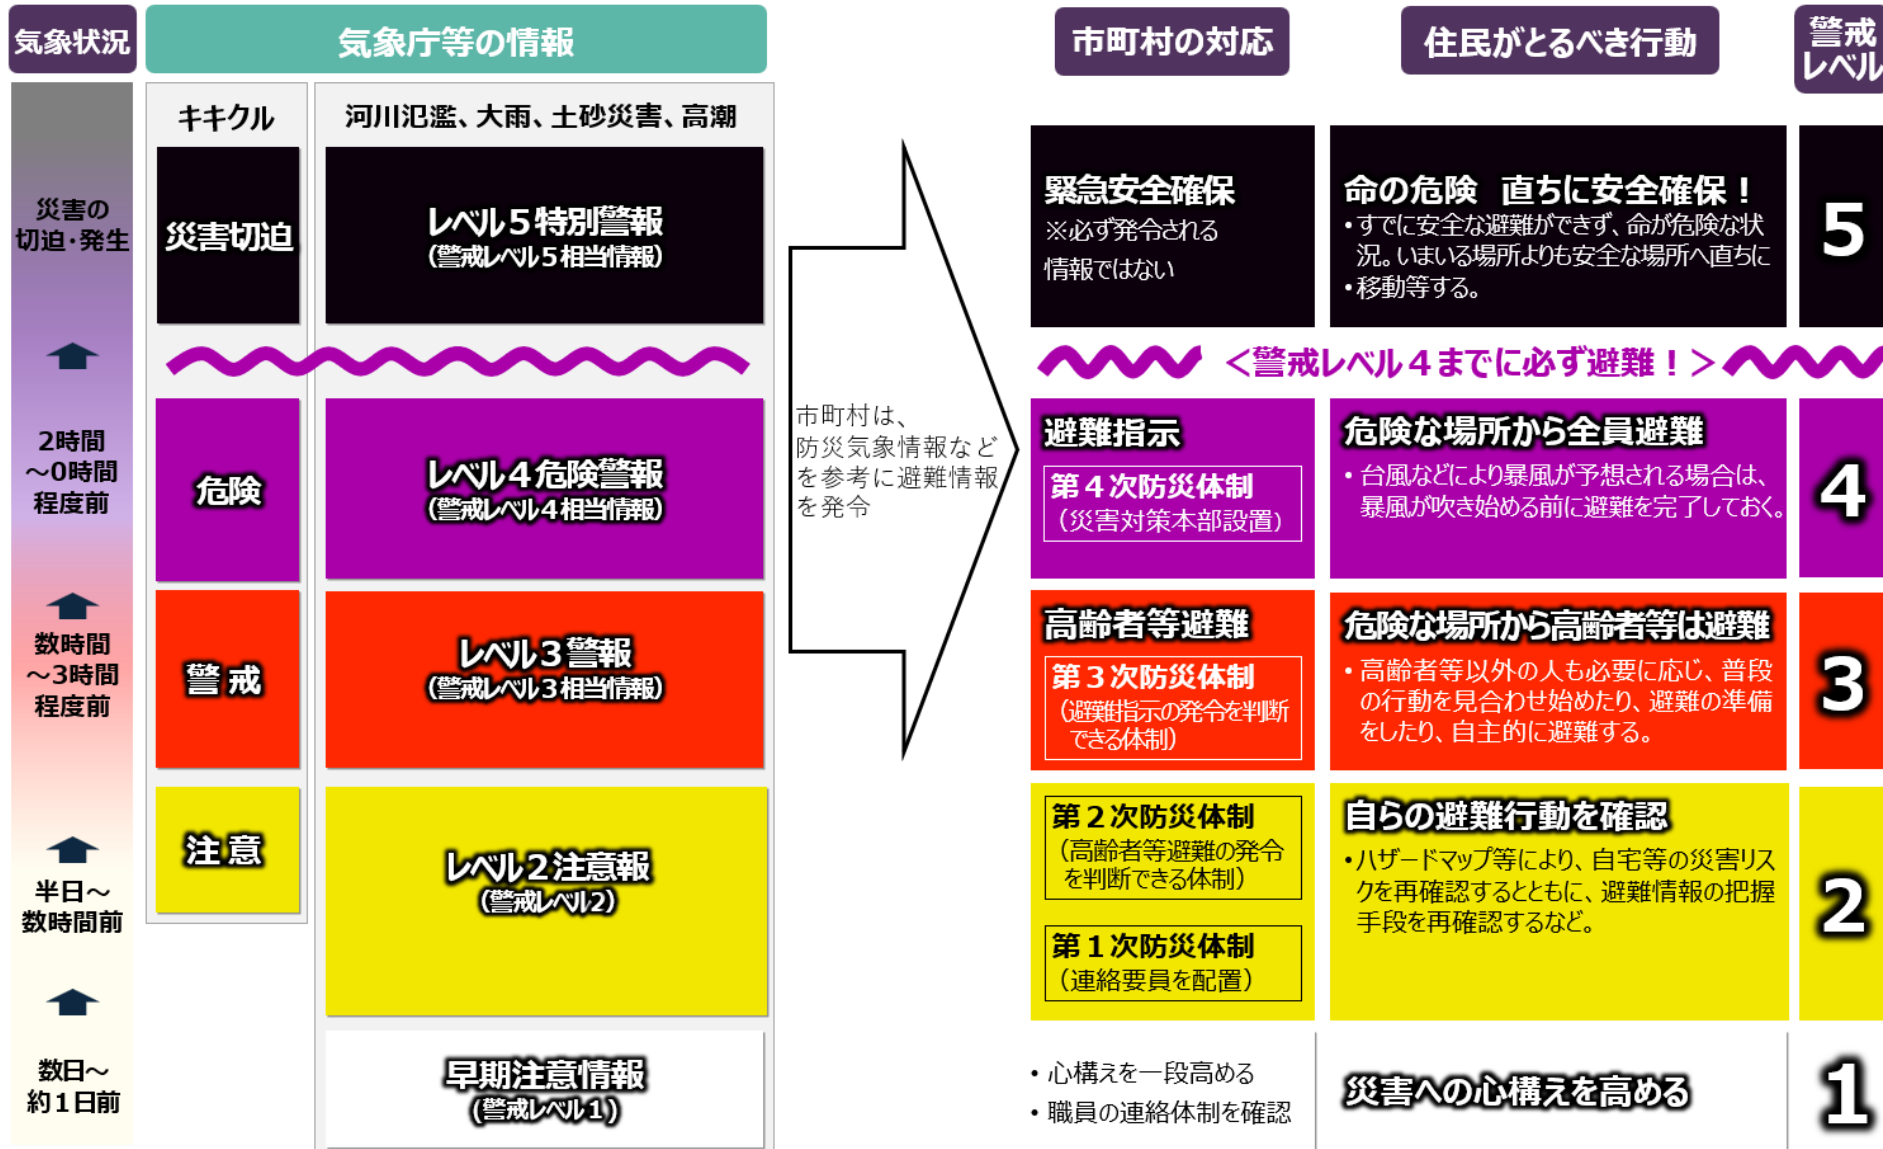 気象状況
気象庁等の情報
市町村の対応
住民がとるべき行動
警戒
レベル
キキクル
河川氾濫、大雨、土砂災害、高潮
災害の
切迫・発生
災害切迫
レベル5特別警報
(警戒レベル5相当情報)
緊急安全確保
※必ず発令される
情報ではない
命の危険 直ちに安全確保!
・すでに安全な避難ができず、命が危険な状
況。いまいる場所よりも安全な場所へ直ちに
・移動等する。
5
<警戒レベル4までに必ず避難!>
2時間
~0時間
程度前
危険
レベル4危険警報
(警戒レベル4相当情報)
市町村は、
防災気象情報など
を参考に避難情報
を発令
避難指示
第4次防災体制
(災害対策本部設置)
危険な場所から全員避難
・台風などにより暴風が予想される場合は、
暴風が吹き始める前に避難を完了しておく。
4
数時間
~3時間
程度前
警戒
レベル3警報
(警戒レベル3相当情報)
高齢者等避難
第3次防災体制
(避難指示の発令を判断
できる体制)
危険な場所から高齢者等は避難
・高齢者等以外の人も必要に応じ、普段
の行動を見合わせ始めたり、避難の準備
をしたり、自主的に避難する。
3
半日~
数時間前
注意
レベル2注意報
(警戒レベル2)
第2次防災体制
(高齢者等避難の発令
を判断できる体制)
第1次防災体制
(連絡要員を配置)
自らの避難行動を確認
・ハザードマップ等により、自宅等の災害リス
クを再確認するとともに、避難情報の把握
手段を再確認するなど。
2
数日~
約1日前
早期注意情報
(警戒レベル1)
・心構えを一段高める
・職員の連絡体制を確認
災害への心構えを高める
1